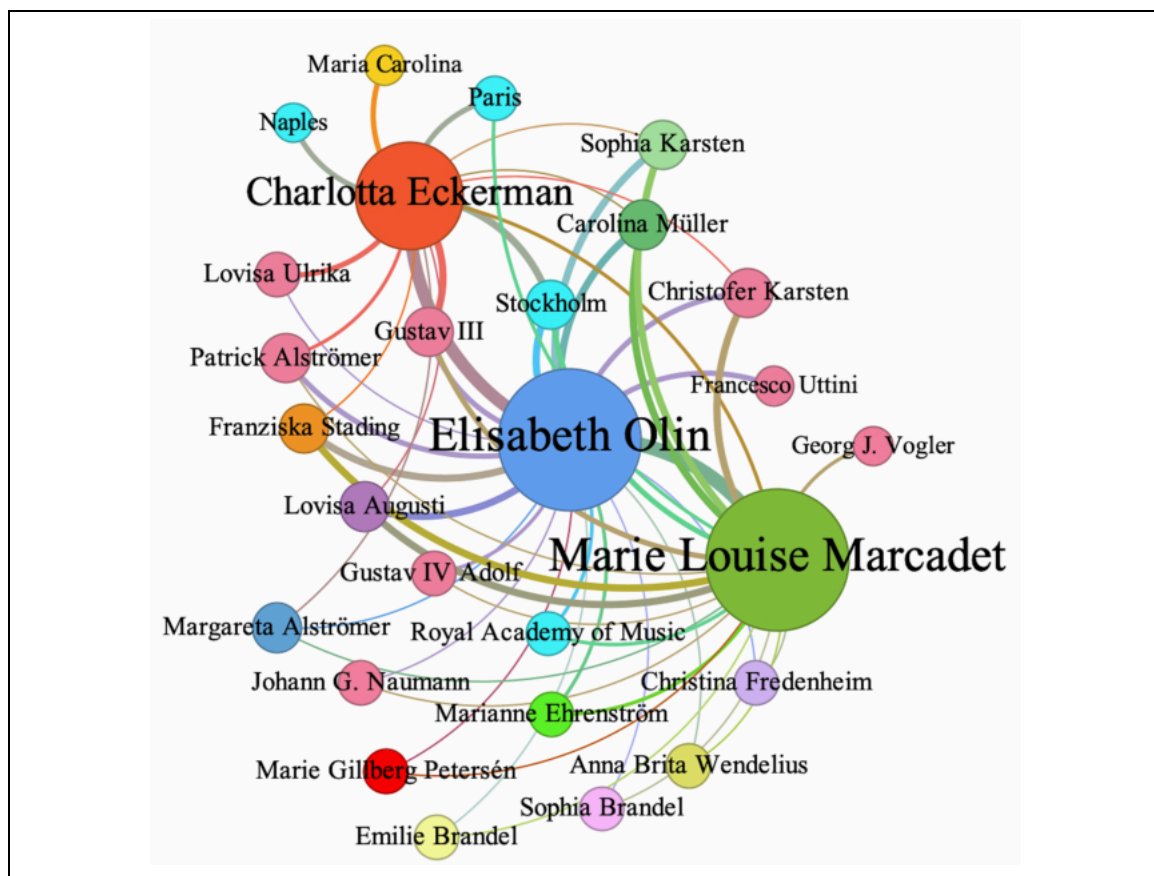 Maria Carolina
Paris
Naples
Sophia Karsten
Charlotta Eckerman
Carolina Müller
Lovisa Ulrika
Christofer Karsten
Stockholm
Gustav III
Patrick Alströmer
Francesco Uttini
Franziska Stading
Elisabeth Olin
Georg J. Vogler
Lovisa Augusti
Marie Louise Marcadet
Gustav IV Adolf
Margareta Alströmer
Royal Academy of Music
Johann G. Naumann
Christina Fredenheim
Marianne Ehrenström
Marie Gillberg Petersén
Anna Brita Wendelius
Sophia Brandel
Emilie Brandel